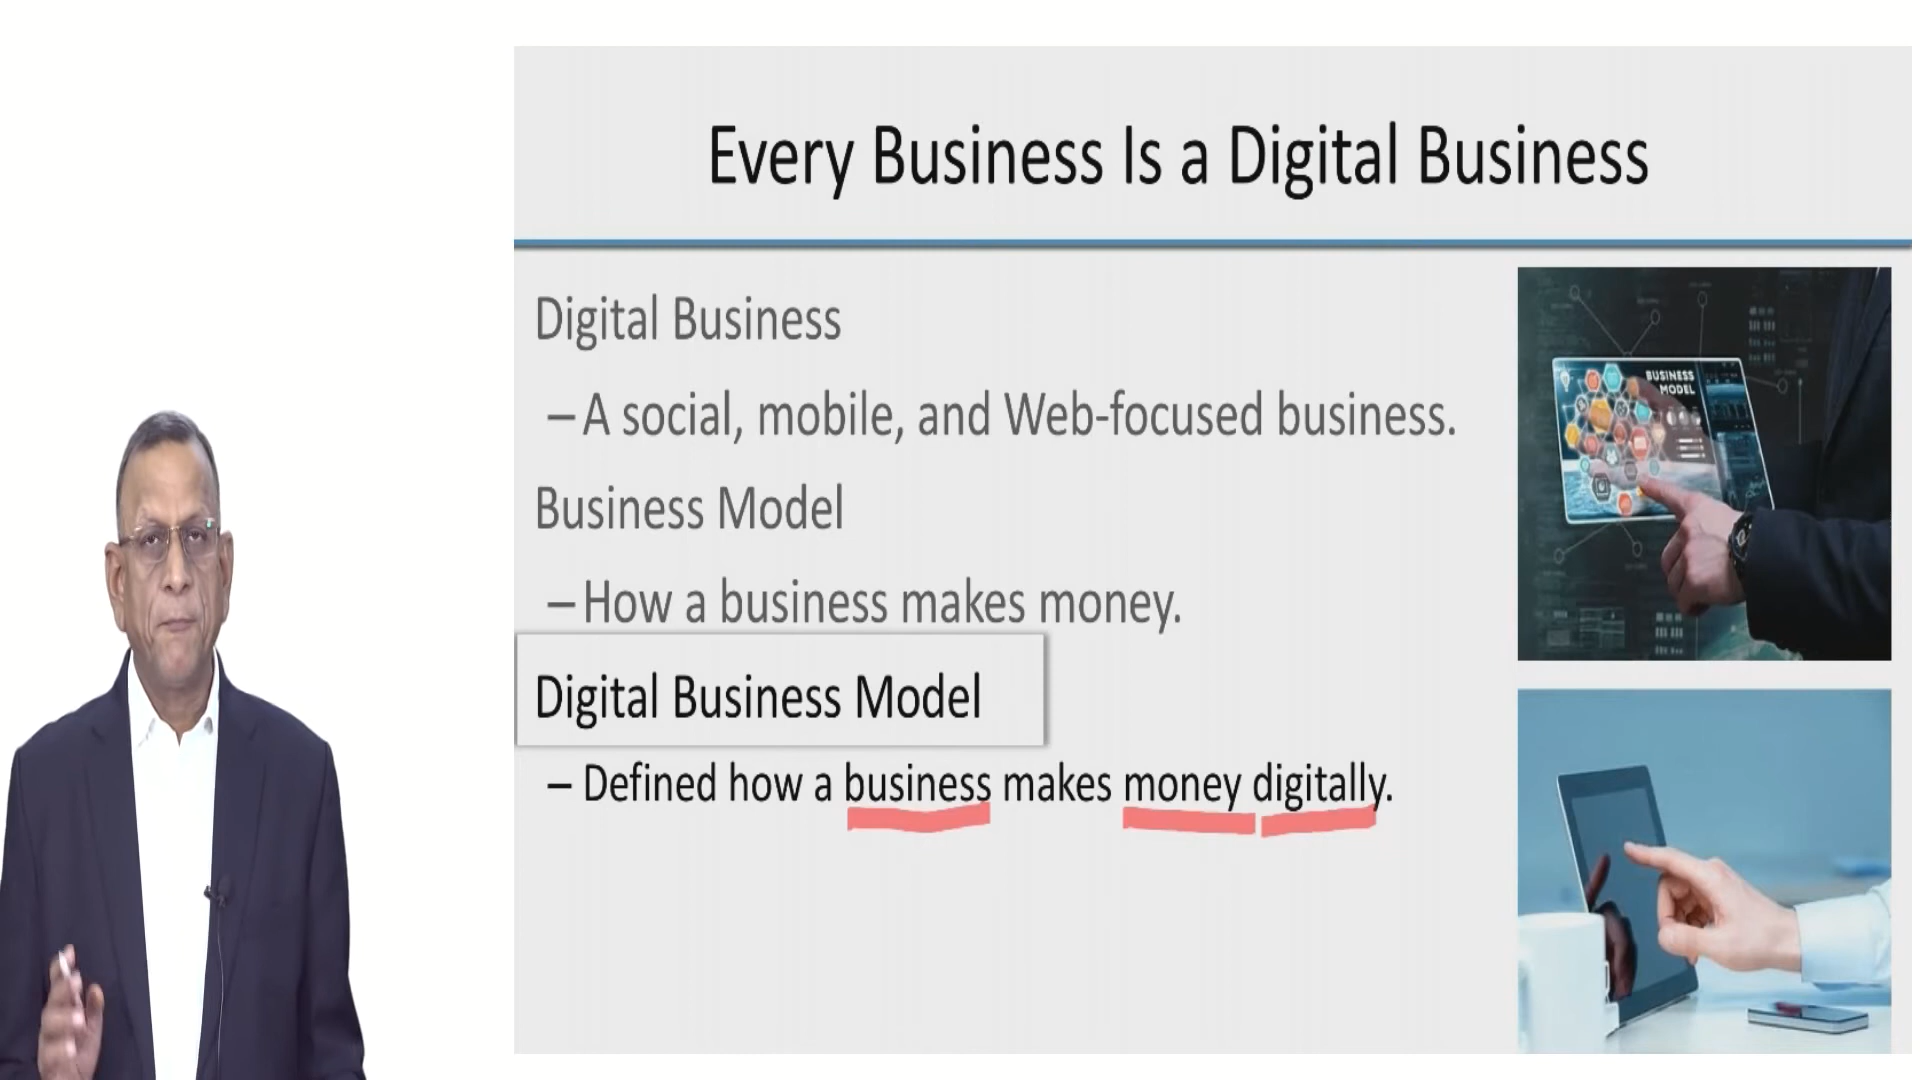 Every Business Is a Digital Business
Digital Business
– A social, mobile, and Web-focused business.
Business Model
– How a business makes money.
Digital Business Model
– Defined how a business makes money digitally.
BUSINESS
MODEL